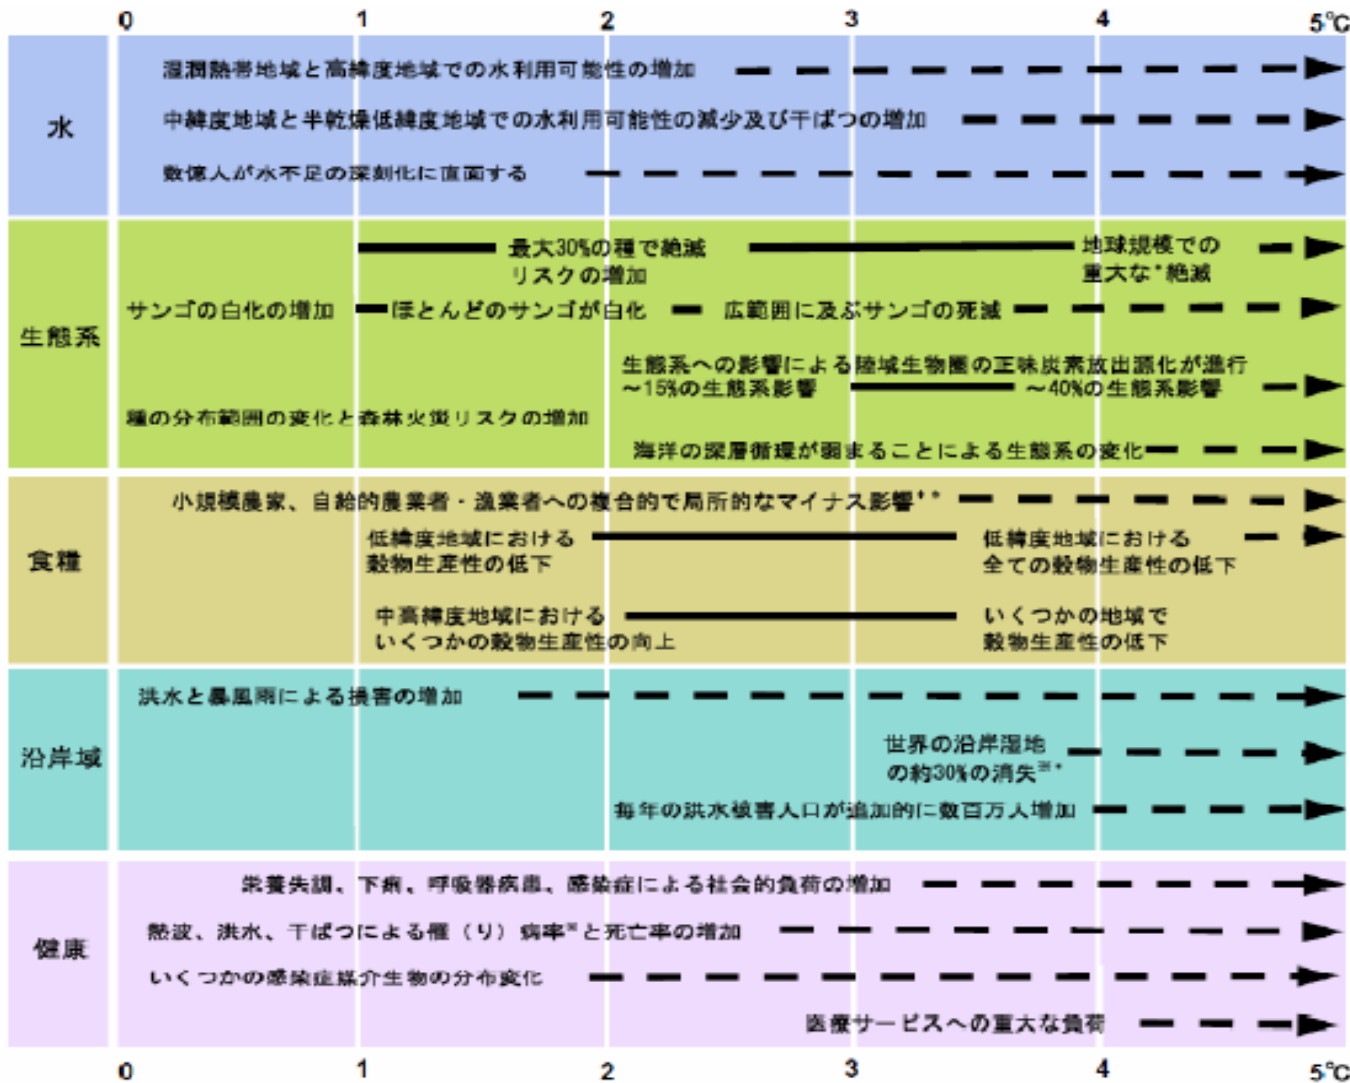 0 1 2 3 4 5℃
水
湿潤熱帯地域と高緯度地域での水利用可能性の増加
中緯度地域と半乾燥低緯度地域での水利用可能性の減少及び干ばつの増加
数億人が水不足の深刻化に直面する
生態系
最大30%の種で絶滅
リスクの増加
地球規模での
重大な*絶滅
サンゴの白化の増加
ほとんどのサンゴが白化
広範囲に及ぶサンゴの死滅
生態系への影響による陸域生物圏の正味炭素放出源化が進行
～15%の生態系影響
～40%の生態系影響
種の分布範囲の変化と森林火災リスクの増加
海洋の深層循環が弱まることによる生態系の変化
食糧
小規模農家、自給的農業者・漁業者への複合的で局所的なマイナス影響
低緯度地域における
穀物生産性の低下
低緯度地域における
全ての穀物生産性の低下
中高緯度地域における
いくつかの穀物生産性の向上
いくつかの地域で
穀物生産性の低下
沿岸域
洪水と暴風雨による損害の増加
世界の沿岸湿地
の約30%の消失※*
毎年の洪水被害人口が追加的に数百万人増加
健康
栄養失調、下痢、呼吸器疾患、感染症による社会的負荷の増加
熱波、洪水、干ばつによる罹（り）病率※と死亡率の増加
いくつかの感染症媒介生物の分布変化
医療サービスへの重大な負荷
0 1 2 3 4 5℃